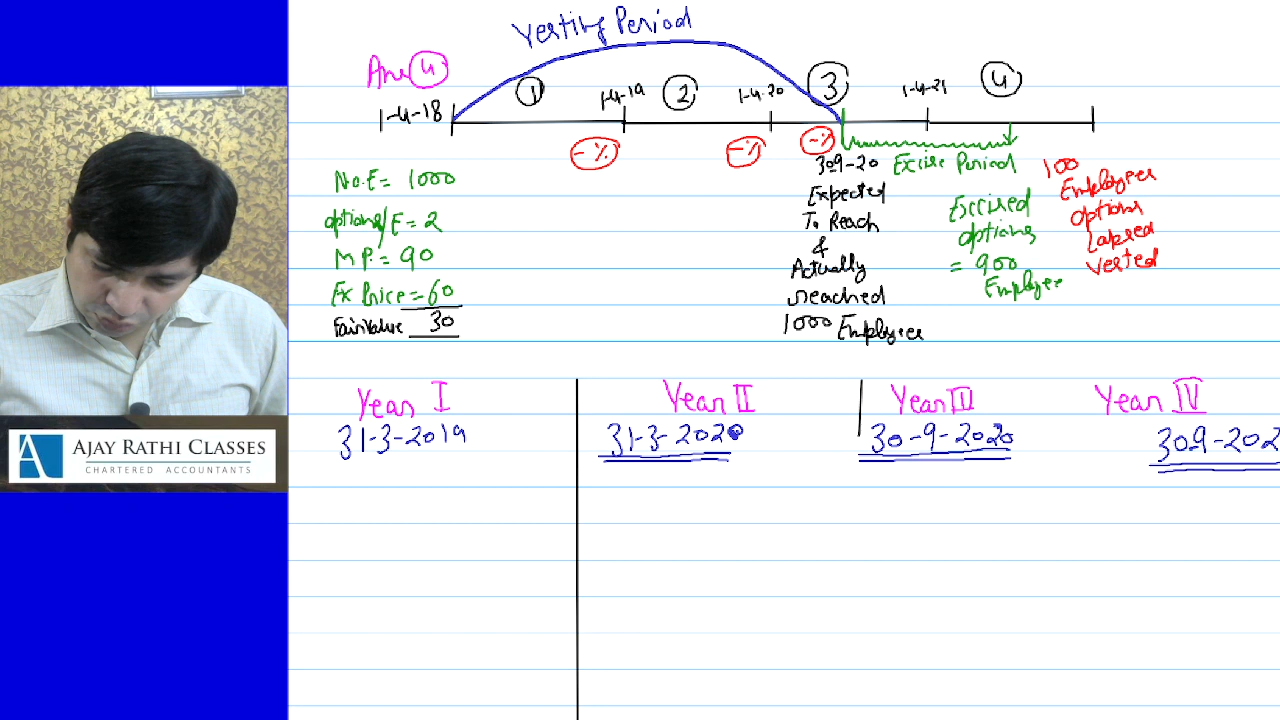 Vesting Period
Ans 4
1-4-18
1
1-4-19
2
1-4-20
3
1-4-21
4
-%
-%
-%
No.E = 1000
options/E = 2
M P. = 90
Ex Price = 60
Fair Value 30
30-9-20
Expected
To Reach
&
Actually
reached
1000 Employees
Excise Period
Excised
options
= 900
Employee
100
Employees
options
Lapsed
vested
Year I
31-3-2019
Year II
31-3-2020
Year III
30-9-2020
Year IV
30-9-202
AJAY RATHI CLASSES
CHARTERED ACCOUNTANTS